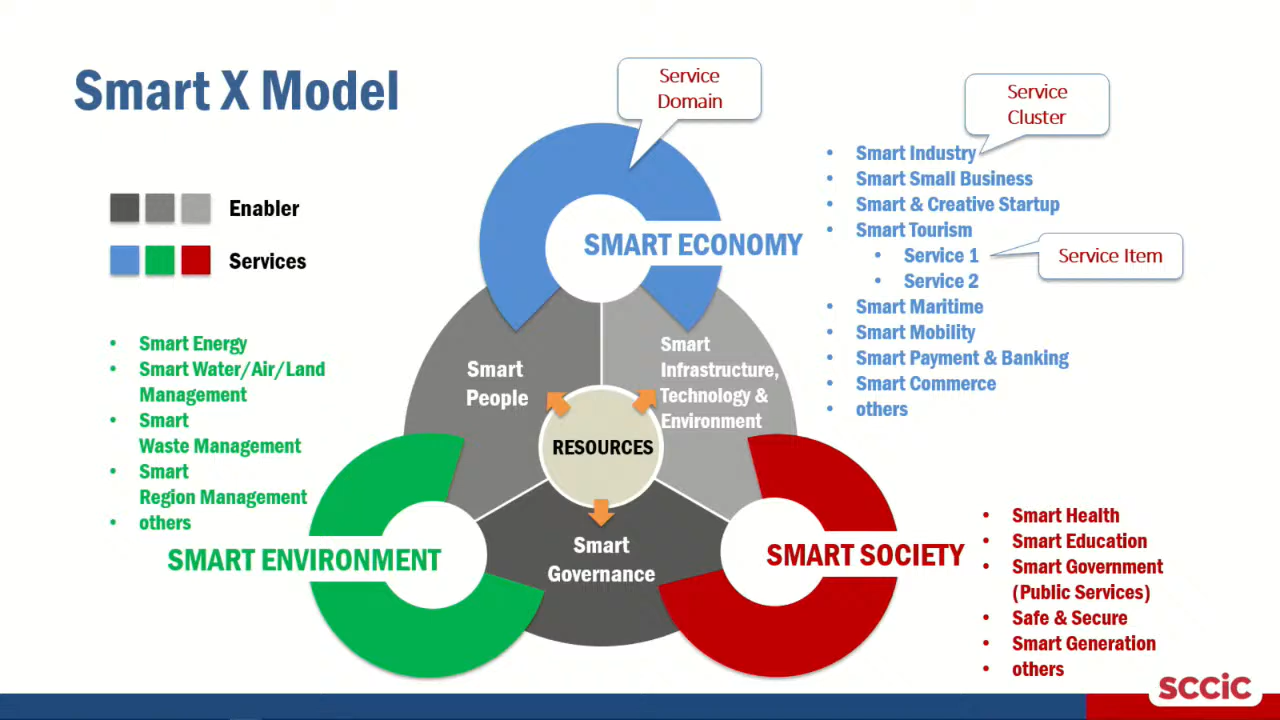 Smart X Model
Enabler
Services
Service
Domain
Service
Cluster
Service Item
SMART ECONOMY
• Smart Industry
• Smart Small Business
• Smart & Creative Startup
• Smart Tourism
• Service 1
• Service 2
• Smart Maritime
• Smart Mobility
• Smart Payment & Banking
• Smart Commerce
• others
Smart
People
Smart
Infrastructure,
Technology &
Environment
RESOURCES
Smart
Governance
• Smart Energy
• Smart Water/Air/Land
Management
• Smart
Waste Management
• Smart
Region Management
• others
SMART ENVIRONMENT
SMART SOCIETY
• Smart Health
• Smart Education
• Smart Government
(Public Services)
• Safe & Secure
• Smart Generation
• others
sccic